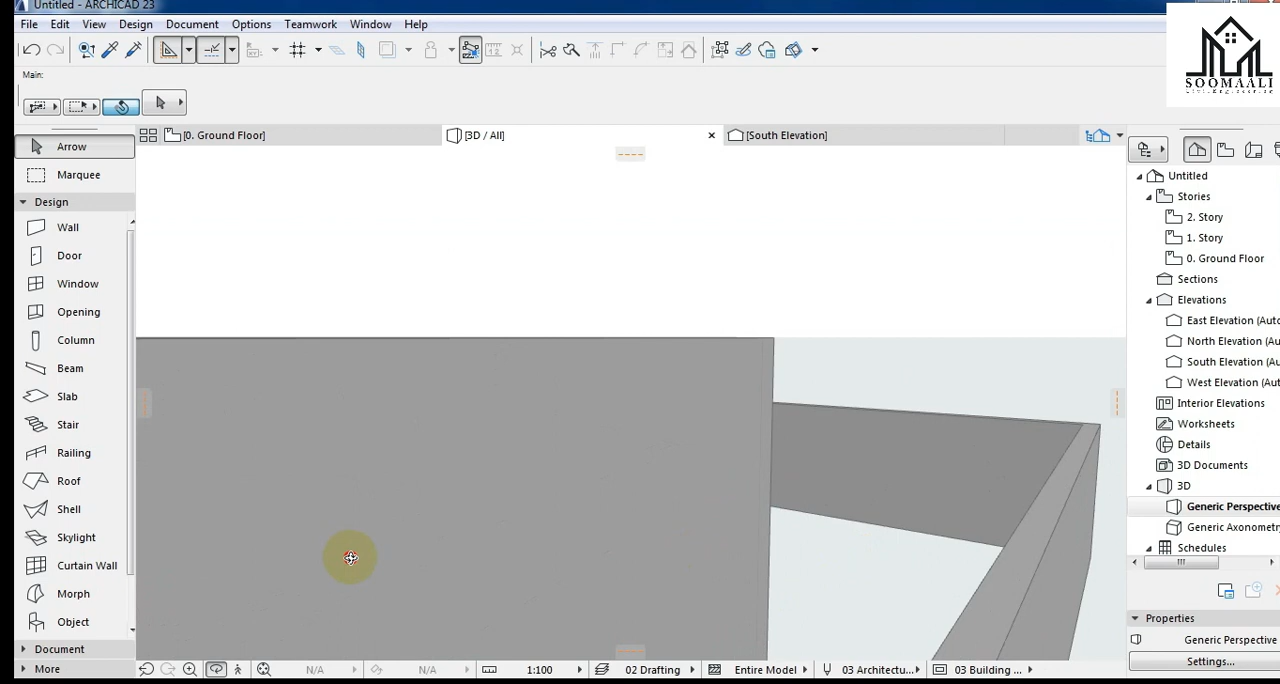 Untitled - ARCHICAD 23
File Edit View Design Document Options Teamwork Window Help
SOOMAALI
Main:
[0. Ground Floor] [3D / All] [South Elevation]
Arrow
Marquee
Design
Wall
Door
Window
Opening
Column
Beam
Slab
Stair
Railing
Roof
Shell
Skylight
Curtain Wall
Morph
Object
Document
More
Untitled
Stories
2. Story
1. Story
0. Ground Floor
Sections
Elevations
East Elevation (Auto
North Elevation (Au
South Elevation (Au
West Elevation (Aut
Interior Elevations
Worksheets
Details
3D Documents
3D
Generic Perspective
Generic Axonometry
Schedules
Properties
Generic Perspective
Settings...
N/A N/A 1:100 02 Drafting Entire Model 03 Architectu... 03 Building ...